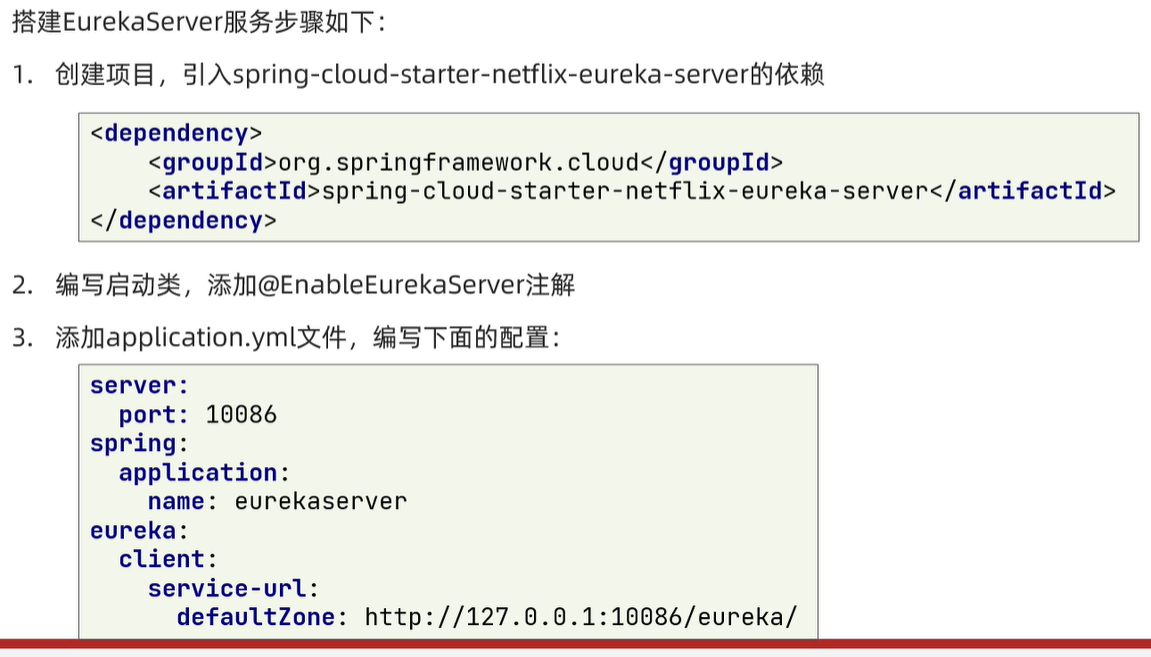 搭建EurekaServer服务步骤如下：
1. 创建项目，引入spring-cloud-starter-netflix-eureka-server的依赖
<dependency>
    <groupId>org.springframework.cloud</groupId>
    <artifactId>spring-cloud-starter-netflix-eureka-server</artifactId>
</dependency>
2. 编写启动类，添加@EnableEurekaServer注解
3. 添加application.yml文件，编写下面的配置：
server:
  port: 10086
spring:
  application:
    name: eurekaserver
eureka:
  client:
    service-url:
      defaultZone: http://127.0.0.1:10086/eureka/